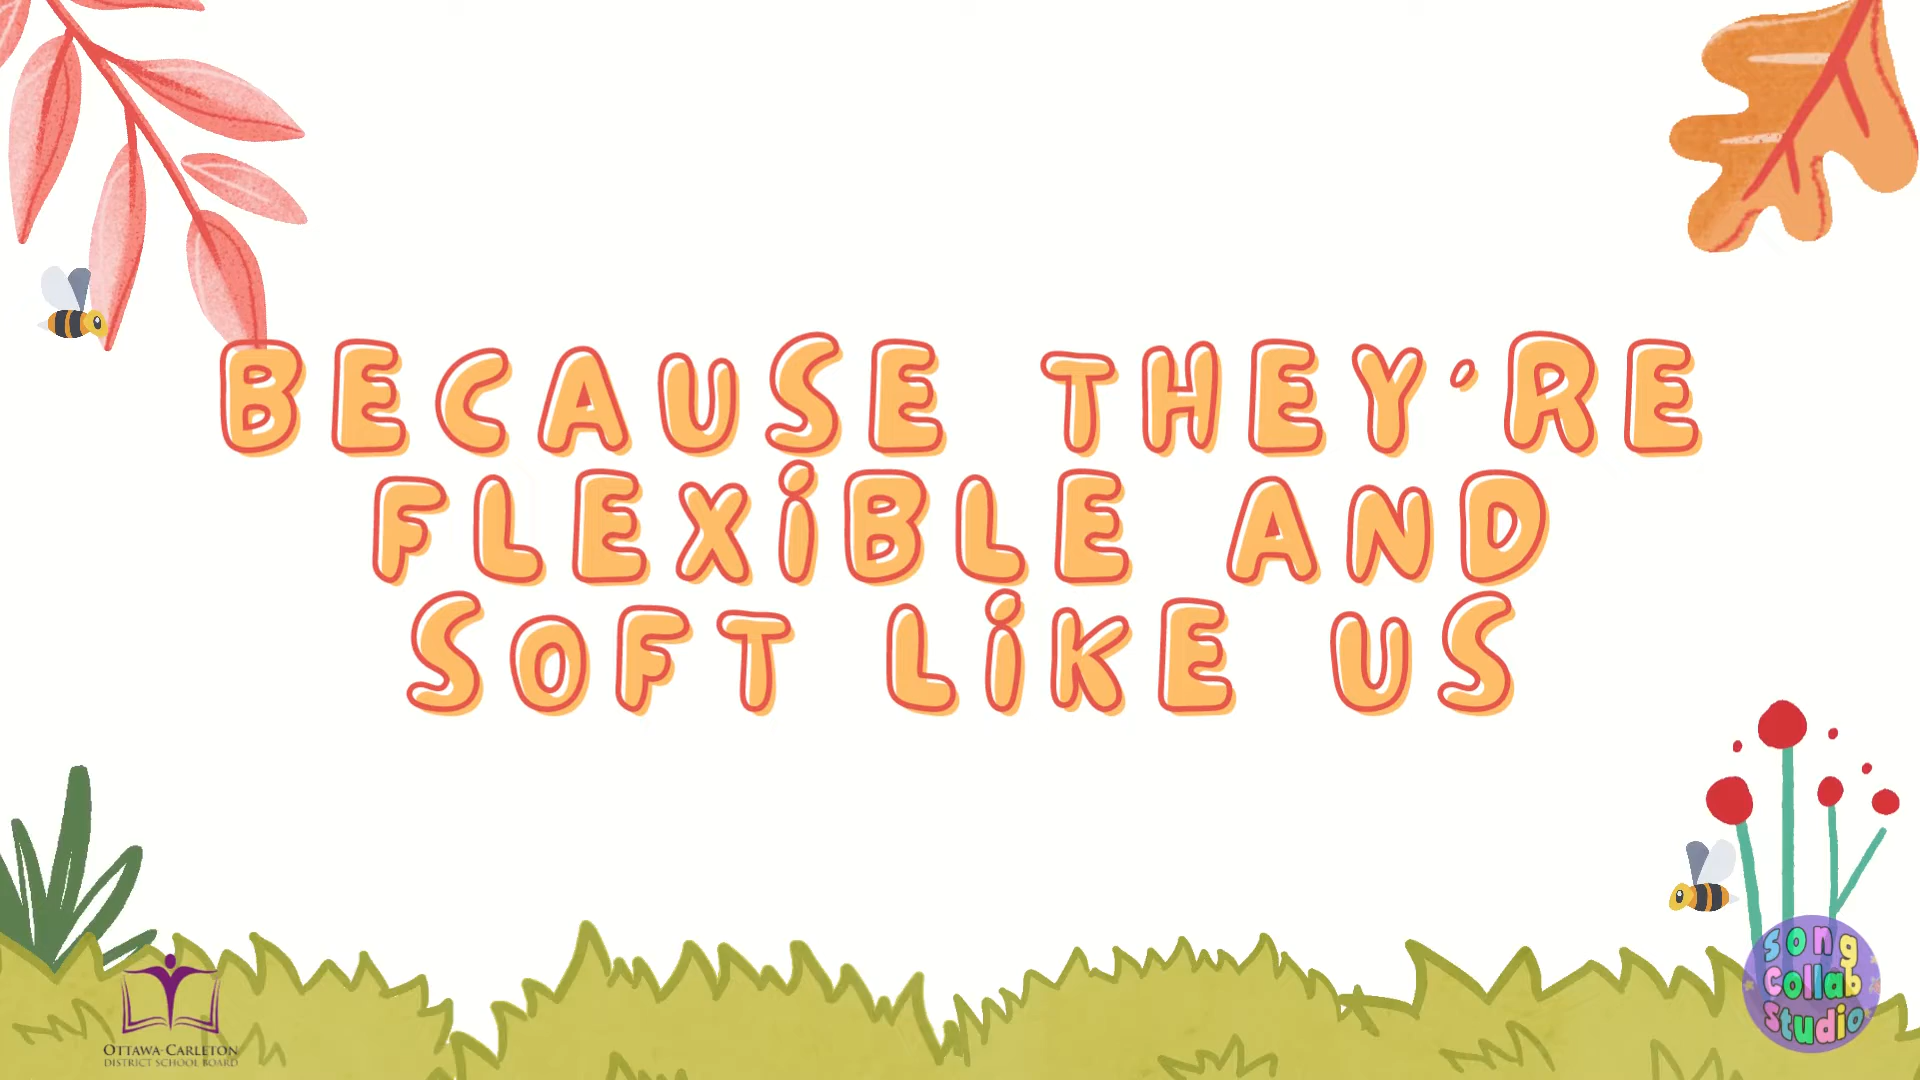 BECAUSE THEY'RE
FLEXIBLE AND
SOFT LIKE US
OTTAWA-CARLETON
DISTRICT SCHOOL BOARD
song
Collab
Studio